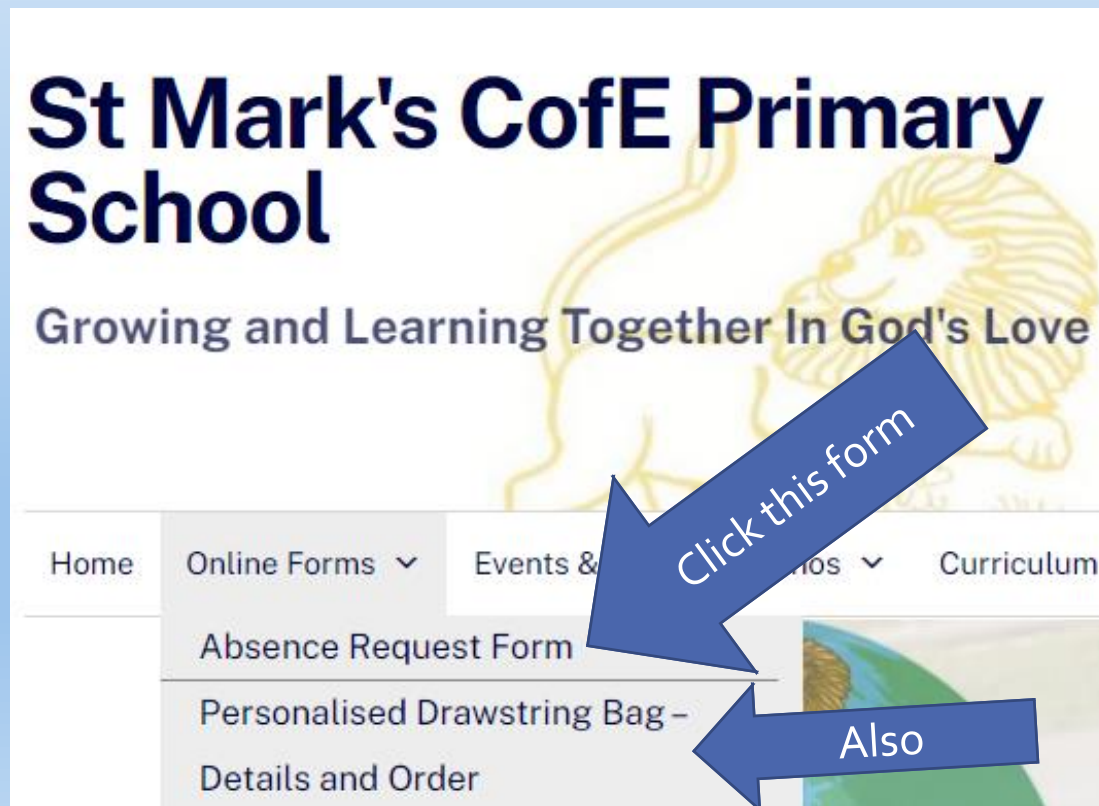 St Mark's CofE Primary
School
Growing and Learning Together In God's Love
Click this form
Home Online Forms Events & Curriculum
Absence Request Form
Personalised Drawstring Bag –
Also
Details and Order